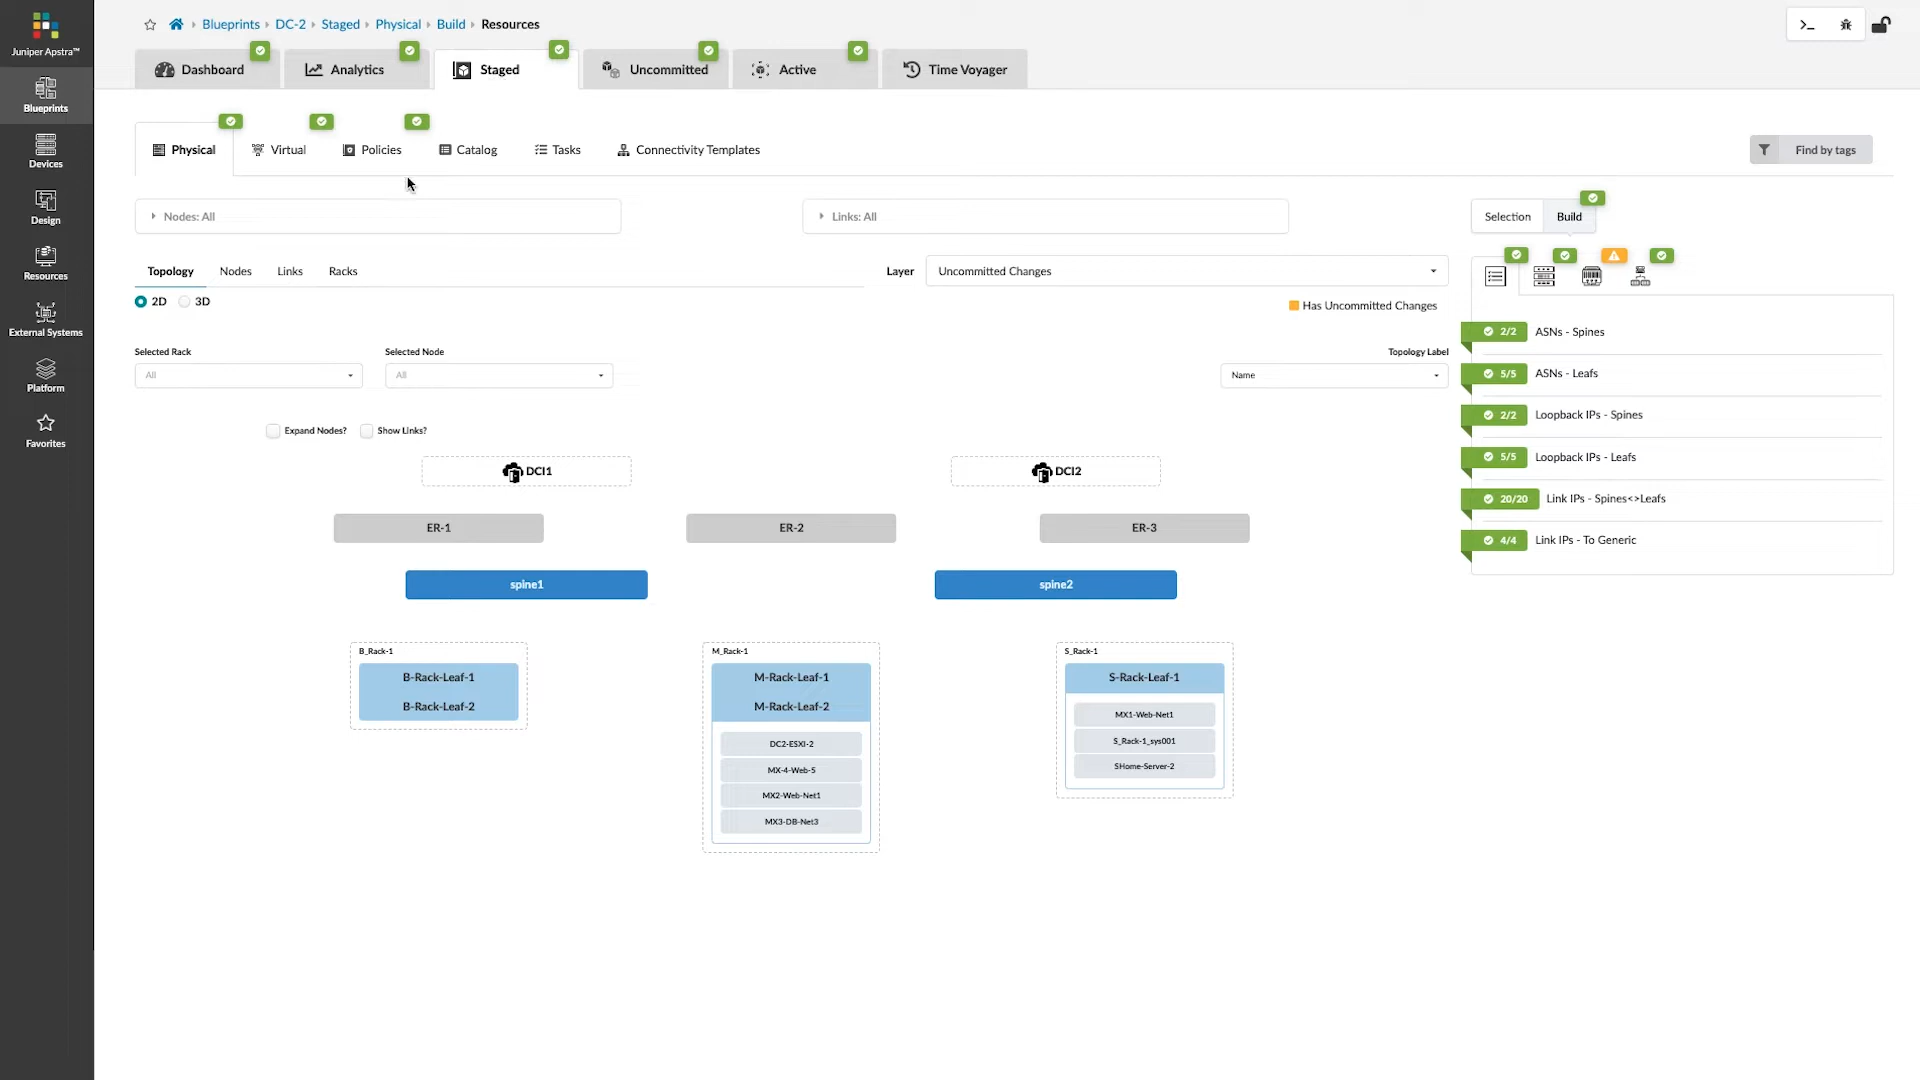 Juniper Apstra™
Blueprints
Devices
Design
Resources
External Systems
Platform
Favorites
Blueprints DC-2 Staged Physical Build Resources
Dashboard Analytics Staged Uncommitted Active Time Voyager
Physical Virtual Policies Catalog Tasks Connectivity Templates Find by tags
Nodes: All Links: All Selection Build
Topology Nodes Links Racks Layer Uncommitted Changes
2D 3D Has Uncommitted Changes
Selected Rack Selected Node Topology Label
All All Name
Expand Nodes? Show Links?
DCI1 DCI2
ER-1 ER-2 ER-3
spine1 spine2
B_Rack-1
B-Rack-Leaf-1
B-Rack-Leaf-2
M_Rack-1
M-Rack-Leaf-1
M-Rack-Leaf-2
DC2-ESXI-2
MX-4-Web-5
MX2-Web-Net1
MX3-DB-Net3
S_Rack-1
S-Rack-Leaf-1
MX1-Web-Net1
S_Rack-1_sys001
SHome-Server-2
2/2 ASNs - Spines
5/5 ASNs - Leafs
2/2 Loopback IPs - Spines
5/5 Loopback IPs - Leafs
20/20 Link IPs - Spines<>Leafs
4/4 Link IPs - To Generic